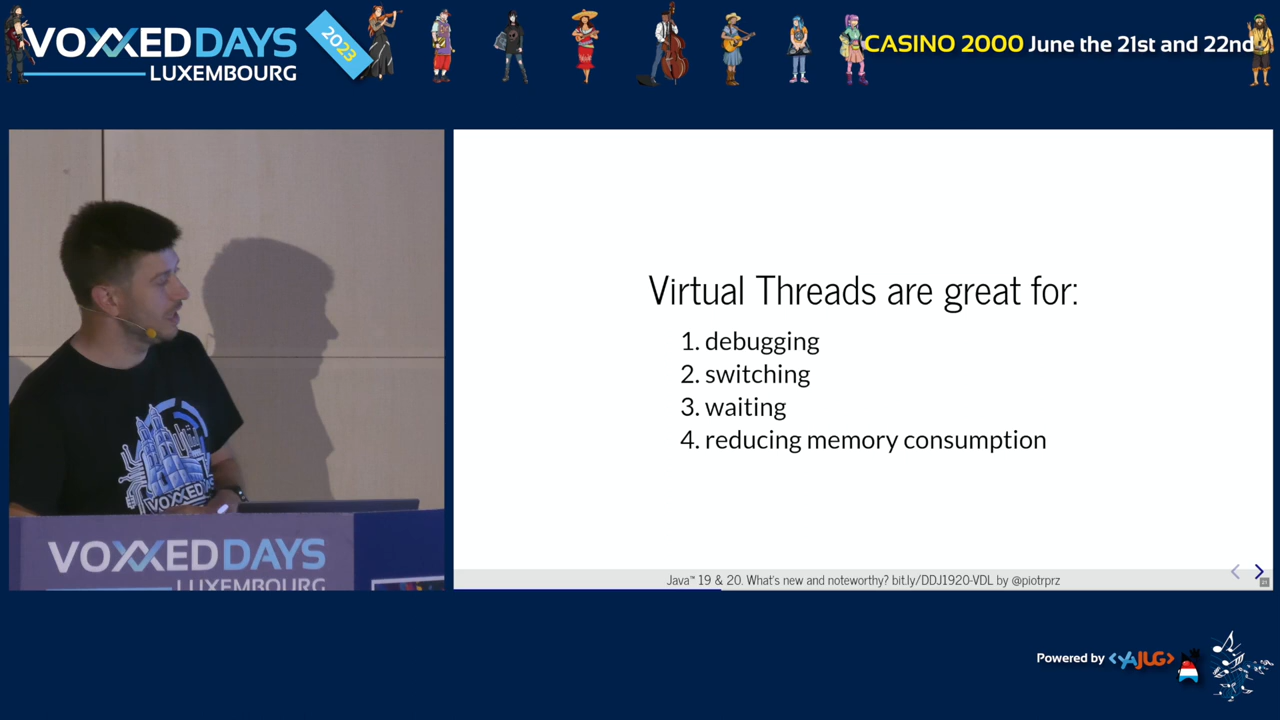 VOXXEDDAYS
LUXEMBOURG
2023
CASINO 2000 June the 21st and 22nd
VOXXED
VOXXEDDAYS
LUXEMBOURG
Virtual Threads are great for:
1. debugging
2. switching
3. waiting
4. reducing memory consumption
Java™ 19 & 20. What's new and noteworthy? bit.ly/DDJ1920-VDL by @piotrprz
21
Powered by <YAJUG>